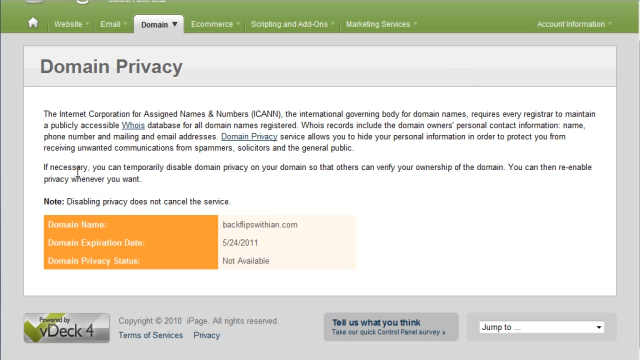 Website
Email
Domain
Ecommerce
Scripting and Add-Ons
Marketing Services
Account Information
Domain Privacy
The Internet Corporation for Assigned Names & Numbers (ICANN), the international governing body for domain names, requires every registrar to maintain
a publicly accessible Whois database for all domain names registered. Whois records include the domain owners' personal contact information: name,
phone number and mailing and email addresses. Domain Privacy service allows you to hide your personal information in order to protect you from
receiving unwanted communications from spammers, solicitors and the general public.
If necessary, you can temporarily disable domain privacy on your domain so that others can verify your ownership of the domain. You can then re-enable
privacy whenever you want.
Note: Disabling privacy does not cancel the service.
Domain Name: backflipswithian.com
Domain Expiration Date: 5/24/2011
Domain Privacy Status: Not Available
Powered by
vDeck 4
Copyright © 2010 iPage. All rights reserved.
Terms of Services Privacy
Tell us what you think
Take our quick Control Panel survey »
Jump to ...